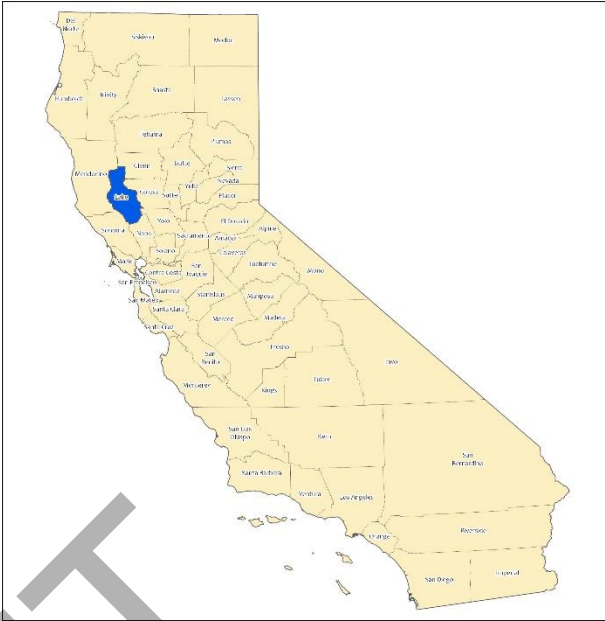 Del
Norte
Siskiyou
Modoc
Humboldt
Trinity
Shasta
Lassen
Tehama
Plumas
Mendocino
Glenn
Butte
Sierra
Nevada
Lake
Colusa
Sutter
Yuba
Placer
Sonoma
Napa
Yolo
El Dorado
Sacramento
Amador
Alpine
Solano
Calaveras
Marin
Contra Costa
San
Joaquin
Tuolumne
Mono
San Francisco
Alameda
San Mateo
Stanislaus
Mariposa
Santa Clara
Santa Cruz
Merced
Madera
San
Benito
Fresno
Inyo
Monterey
Kings
Tulare
San Luis
Obispo
Kern
San
Bernardino
Santa Barbara
Ventura
Los Angeles
Orange
Riverside
San Diego
Imperial
T